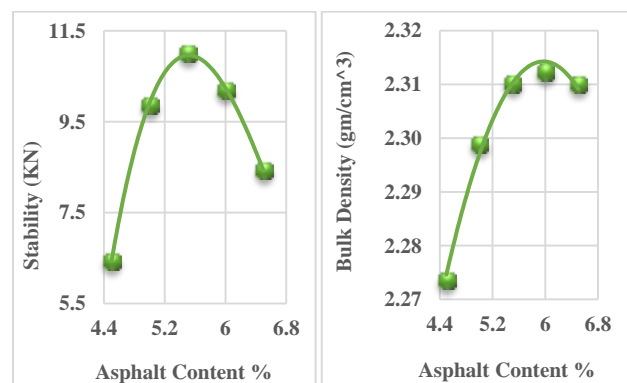 Stability (KN)
11.5
9.5
7.5
5.5
4.4 5.2 6 6.8
Asphalt Content %
Bulk Density (gm/cm^3)
2.32
2.31
2.30
2.29
2.28
2.27
4.4 5.2 6 6.8
Asphalt Content %